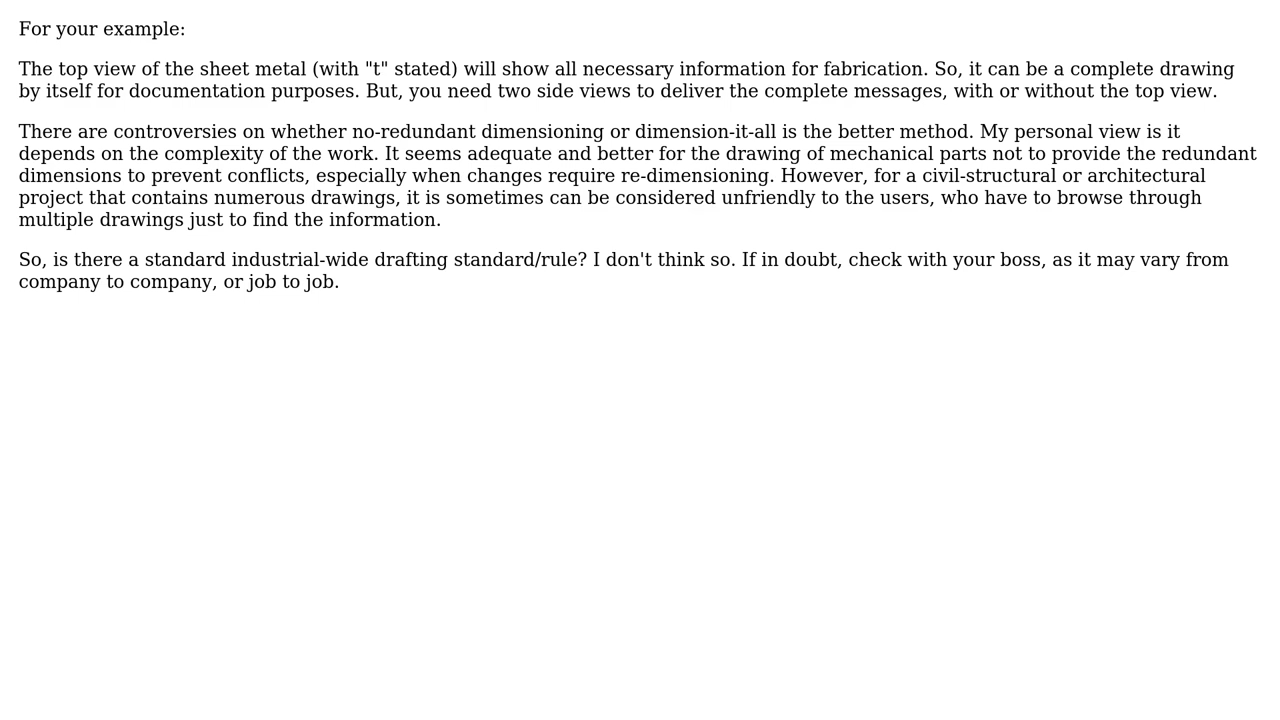 For your example:
The top view of the sheet metal (with "t" stated) will show all necessary information for fabrication. So, it can be a complete drawing
by itself for documentation purposes. But, you need two side views to deliver the complete messages, with or without the top view.
There are controversies on whether no-redundant dimensioning or dimension-it-all is the better method. My personal view is it
depends on the complexity of the work. It seems adequate and better for the drawing of mechanical parts not to provide the redundant
dimensions to prevent conflicts, especially when changes require re-dimensioning. However, for a civil-structural or architectural
project that contains numerous drawings, it is sometimes can be considered unfriendly to the users, who have to browse through
multiple drawings just to find the information.
So, is there a standard industrial-wide drafting standard/rule? I don't think so. If in doubt, check with your boss, as it may vary from
company to company, or job to job.